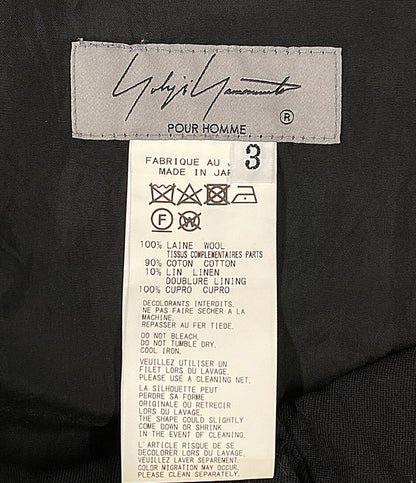 Yohji Yamamoto
®
POUR HOMME
3
FABRIQUE AU
MADE IN JAP
F
100% LAINE WOOL
TISSUS COMPLEMENTAIRES PARTS
90% COTON COTTON
10% LIN LINEN
DOUBLURE LINING
100% CUPRO CUPRO
DECOLORANTS INTERDITS.
NE PAS FAIRE SECHER A LA
MACHINE.
REPASSER AU FER TIEDE.
DO NOT BLEACH.
DO NOT TUMBLE DRY.
COOL IRON.
VEUILLEZ UTILISER UN
FILET LORS DU LAVAGE.
PLEASE USE A CLEANING NET.
LA SILHOUETTE PEUT
PERDRE SA FORME
ORIGINALE OU RETRECIR
LORS DU LAVAGE.
THE SHAPE COULD SLIGHTLY
COME DOWN OR SHRINK
IN THE EVENT OF CLEANING.
L'ARTICLE RISQUE DE SE
DECOLORER LORS DU LAVAGE,
VEUILLEZ LAVER SEPAREMENT.
COLOR MIGRATION MAY OCCUR.
PLEASE CLEAN SEPARATELY.